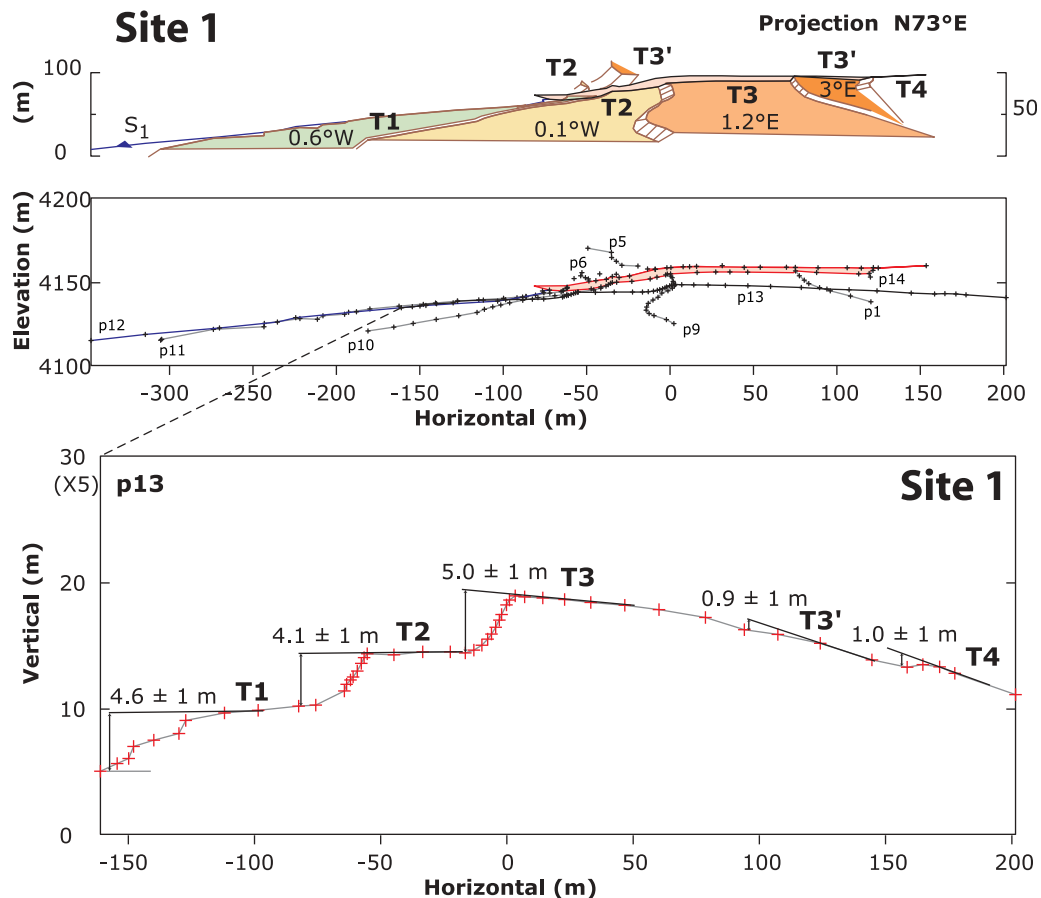 Site 1
Projection N73°E
100
(m)
0
50
T2
T3'
T3'
T4
T3
3°E
1.2°E
T2
0.1°W
T1
0.6°W
S1
4200
4150
4100
Elevation (m)
p5
p6
p12
p11
p10
p9
p13
p14
p1
-300 -250 -200 -150 -100 -50 0 50 100 150 200
Horizontal (m)
30
(X5)
p13
Site 1
20
10
0
Vertical (m)
5.0 ± 1 m
T3
0.9 ± 1 m
T3'
4.1 ± 1 m
T2
1.0 ± 1 m
T4
4.6 ± 1 m
T1
-150 -100 -50 0 50 100 150 200
Horizontal (m)